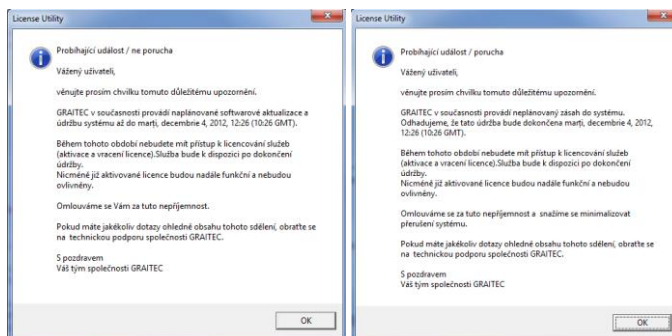 License Utility
Probíhající událost / ne porucha
Vážený uživateli,
věnujte prosím chvilku tomuto důležitému upozornění.
GRAITEC v současnosti provádí naplánované softwarové aktualizace a
údržbu systému až do marți, decembrie 4, 2012, 12:26 (10:26 GMT).
Během tohoto období nebudete mít přístup k licencování služeb
(aktivace a vracení licence).Služba bude k dispozici po dokončení
údržby.
Nicméně již aktivované licence budou nadále funkční a nebudou
ovlivněny.
Omlouváme se Vám za tuto nepříjemnost.
Pokud máte jakékoliv dotazy ohledné obsahu tohoto sdělení, obraťte se
na technickou podporu společnosti GRAITEC.
S pozdravem
Váš tým společnosti GRAITEC
OK
License Utility
Probíhající událost / porucha
Vážený uživateli,
věnujte prosím chvilku tomuto důležitému upozornění.
GRAITEC v současnosti provádí neplánovaný zásah do systému.
Odhadujeme, že tato údržba bude dokončena marți, decembrie 4, 2012,
12:26 (10:26 GMT).
Během tohoto období nebudete mít přístup k licencování služeb
(aktivace a vracení licence).Služba bude k dispozici po dokončení
údržby.
Nicméně již aktivované licence budou nadále funkční a nebudou
ovlivněny.
Omlouváme se za tuto nepříjemnost a snažíme se minimalizovat
přerušení systému.
Pokud máte jakékoliv dotazy ohledné obsahu tohoto sdělení, obraťte se
na technickou podporu společnosti GRAITEC.
S pozdravem
Váš tým společnosti GRAITEC
OK